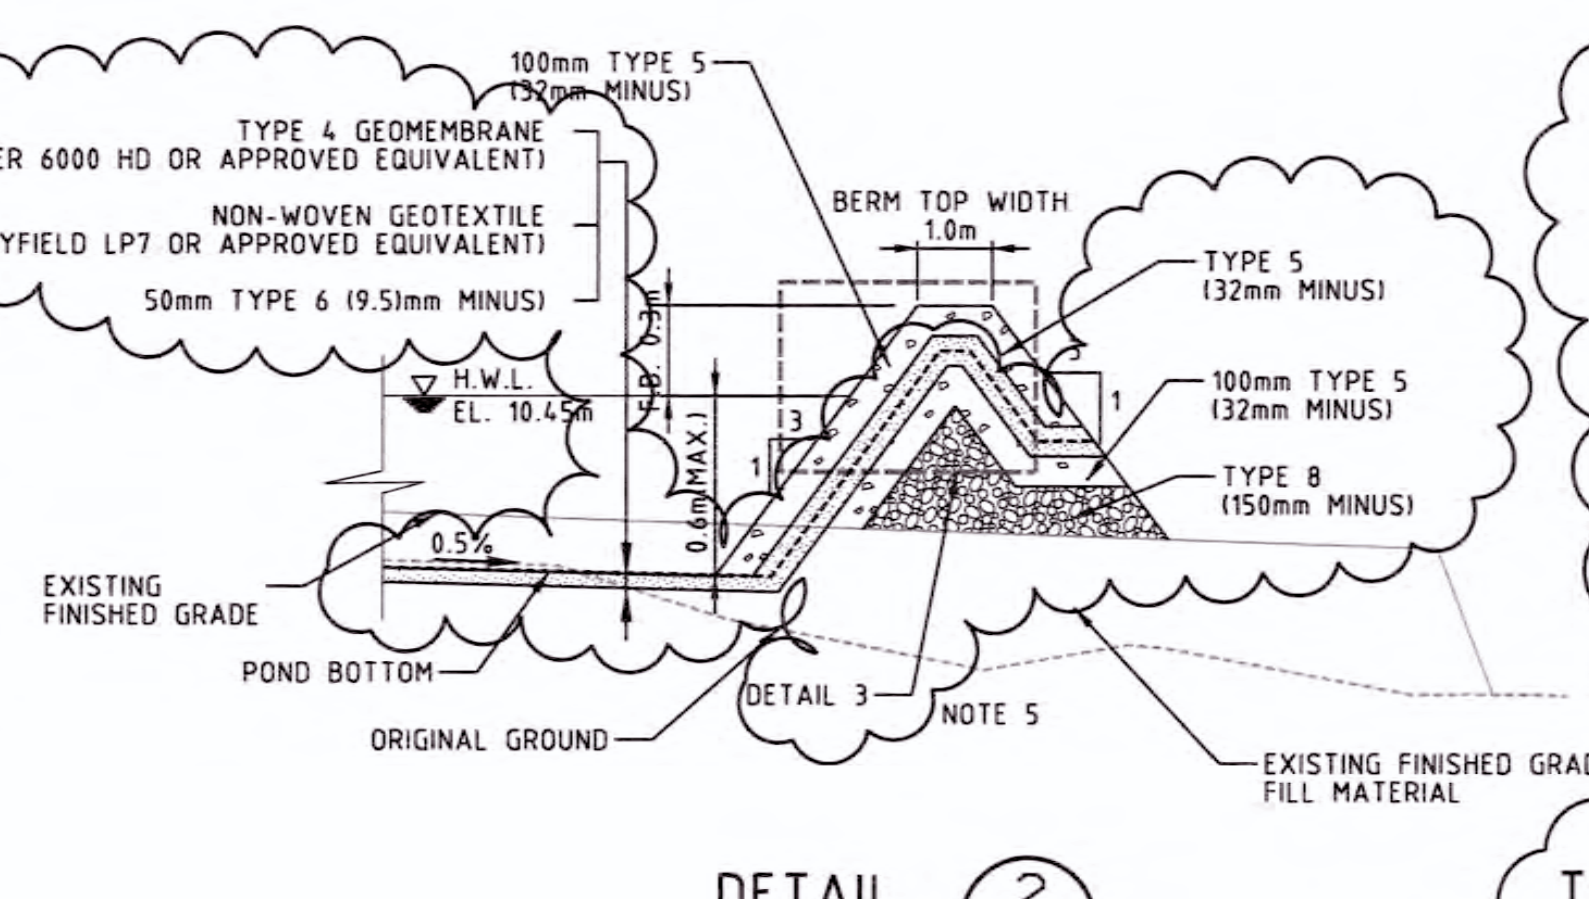 100mm TYPE 5
(32mm MINUS)
TYPE 4 GEOMEMBRANE
ER 6000 HD OR APPROVED EQUIVALENT)
NON-WOVEN GEOTEXTILE
YFIELD LP7 OR APPROVED EQUIVALENT)
50mm TYPE 6 (9.5)mm MINUS)
BERM TOP WIDTH
1.0m
TYPE 5
(32mm MINUS)
F.B. 0.3m
H.W.L.
EL. 10.45m
3
1
3
1
0.6m(MAX.)
100mm TYPE 5
(32mm MINUS)
TYPE 8
(150mm MINUS)
0.5%
EXISTING
FINISHED GRADE
POND BOTTOM
ORIGINAL GROUND
DETAIL 3
NOTE 5
EXISTING FINISHED GRAD
FILL MATERIAL
DETAIL 2
T